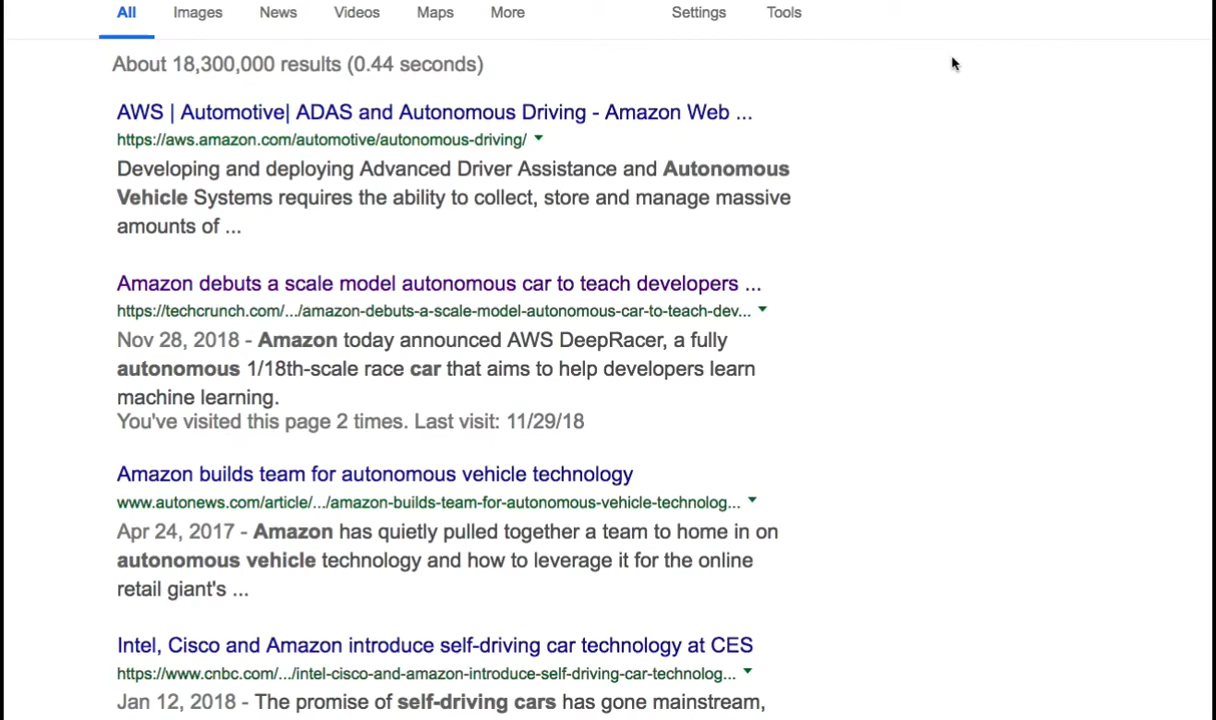 All Images News Videos Maps More Settings Tools
About 18,300,000 results (0.44 seconds)
AWS | Automotive| ADAS and Autonomous Driving - Amazon Web ...
https://aws.amazon.com/automotive/autonomous-driving/
Developing and deploying Advanced Driver Assistance and Autonomous
Vehicle Systems requires the ability to collect, store and manage massive
amounts of ...
Amazon debuts a scale model autonomous car to teach developers ...
https://techcrunch.com/.../amazon-debuts-a-scale-model-autonomous-car-to-teach-dev...
Nov 28, 2018 - Amazon today announced AWS DeepRacer, a fully
autonomous 1/18th-scale race car that aims to help developers learn
machine learning.
You've visited this page 2 times. Last visit: 11/29/18
Amazon builds team for autonomous vehicle technology
www.autonews.com/article/.../amazon-builds-team-for-autonomous-vehicle-technolog...
Apr 24, 2017 - Amazon has quietly pulled together a team to home in on
autonomous vehicle technology and how to leverage it for the online
retail giant's ...
Intel, Cisco and Amazon introduce self-driving car technology at CES
https://www.cnbc.com/.../intel-cisco-and-amazon-introduce-self-driving-car-technolog...
Jan 12, 2018 - The promise of self-driving cars has gone mainstream,